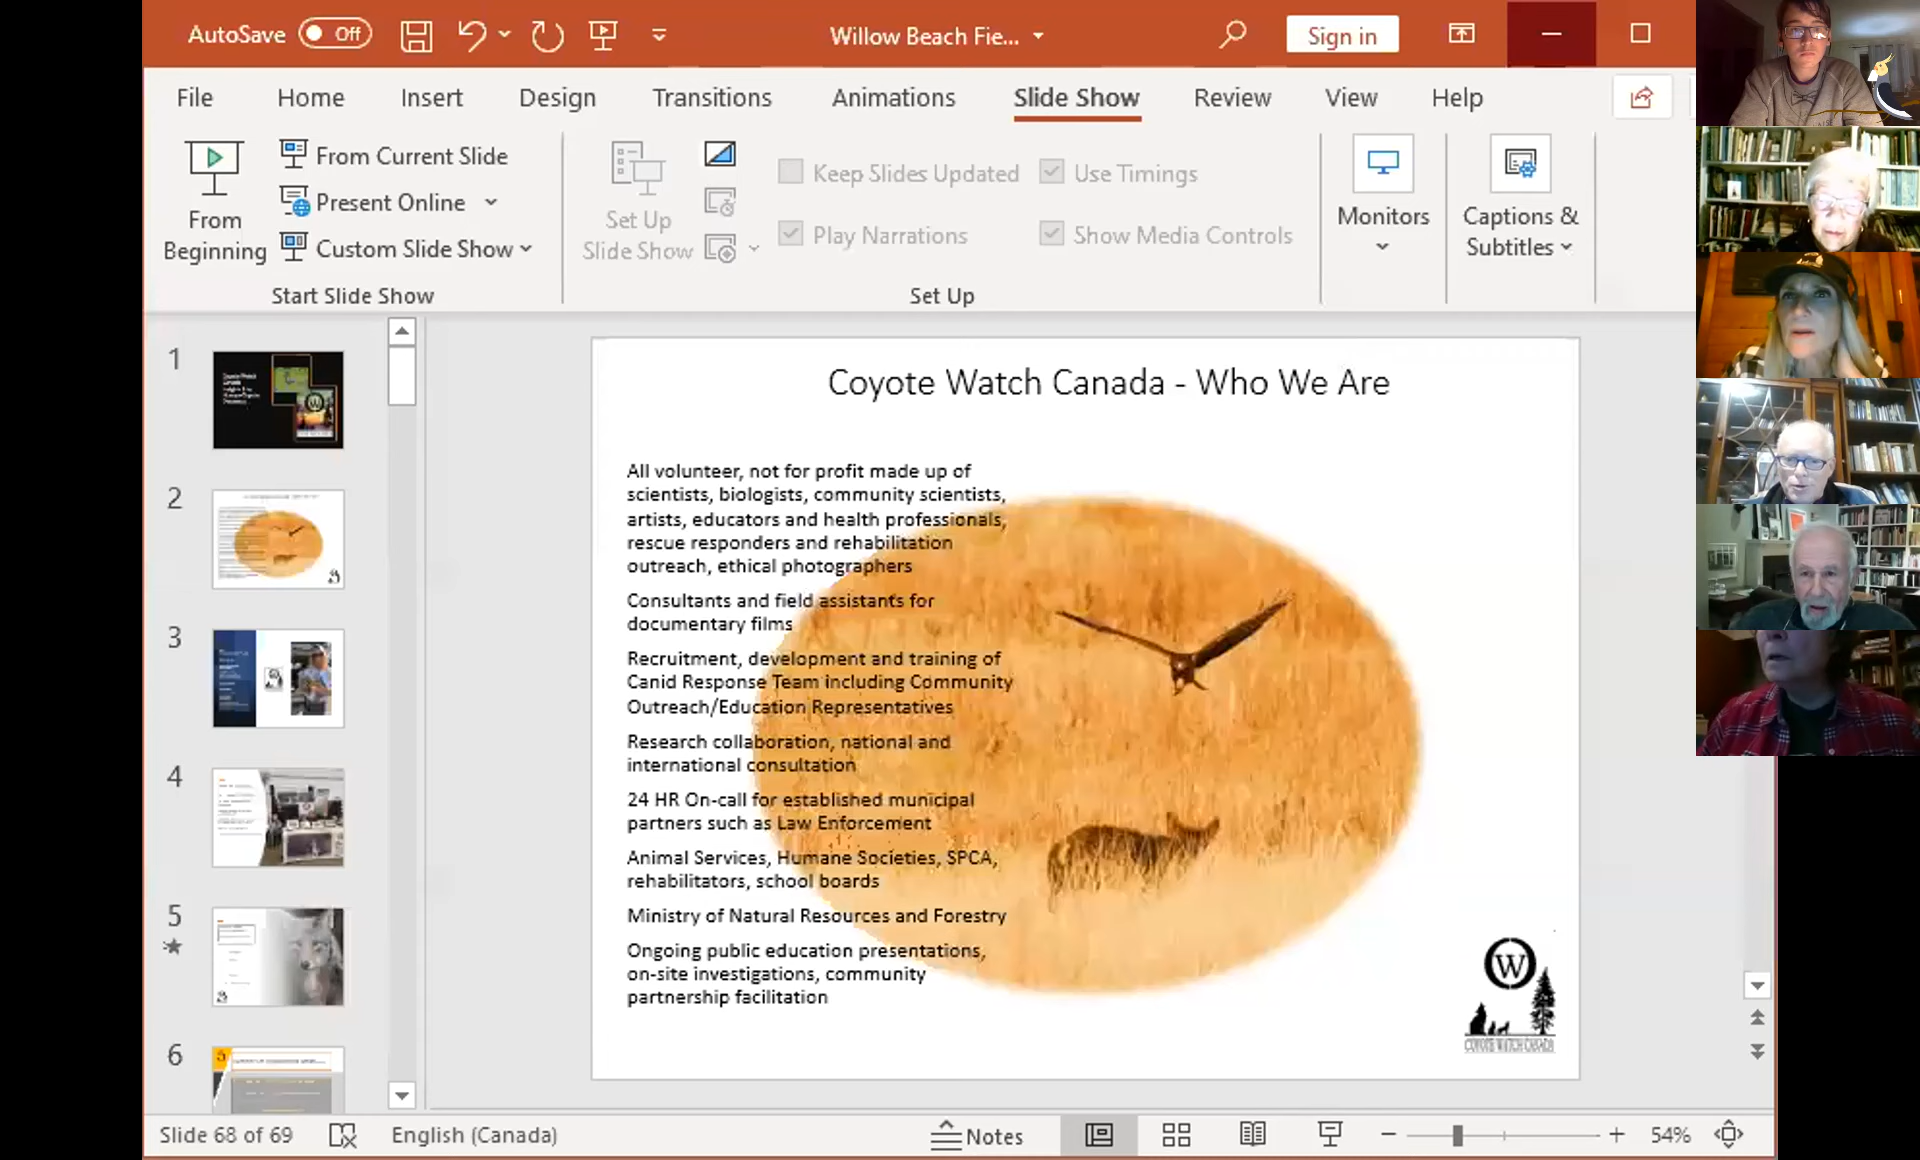 AutoSave Off
Willow Beach Fie...
Sign in
File Home Insert Design Transitions Animations Slide Show Review View Help
From Beginning
From Current Slide
Present Online
Custom Slide Show
Start Slide Show
Set Up Slide Show
Keep Slides Updated
Play Narrations
Use Timings
Show Media Controls
Set Up
Monitors
Captions & Subtitles
1
2
3
4
5
6
Coyote Watch Canada - Who We Are
All volunteer, not for profit made up of
scientists, biologists, community scientists,
artists, educators and health professionals,
rescue responders and rehabilitation
outreach, ethical photographers
Consultants and field assistants for
documentary films
Recruitment, development and training of
Canid Response Team including Community
Outreach/Education Representatives
Research collaboration, national and
international consultation
24 HR On-call for established municipal
partners such as Law Enforcement
Animal Services, Humane Societies, SPCA,
rehabilitators, school boards
Ministry of Natural Resources and Forestry
Ongoing public education presentations,
on-site investigations, community
partnership facilitation
W
COYOTE WATCH CANADA
Slide 68 of 69
English (Canada)
Notes
54%